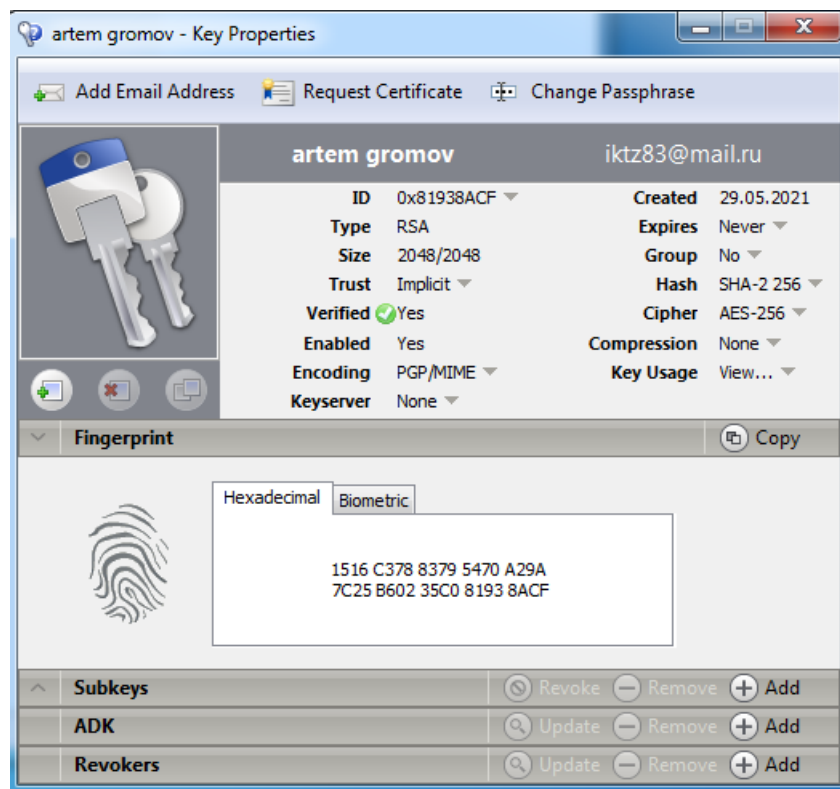 artem gromov - Key Properties
Add Email Address Request Certificate Change Passphrase
artem gromov iktz83@mail.ru
ID 0x81938ACF Created 29.05.2021
Type RSA Expires Never
Size 2048/2048 Group No
Trust Implicit Hash SHA-2 256
Verified Yes Cipher AES-256
Enabled Yes Compression None
Encoding PGP/MIME Key Usage View...
Keyserver None
Fingerprint Copy
Hexadecimal Biometric
1516 C378 8379 5470 A29A
7C25 B602 35C0 8193 8ACF
Subkeys Revoke Remove Add
ADK Update Remove Add
Revokers Update Remove Add